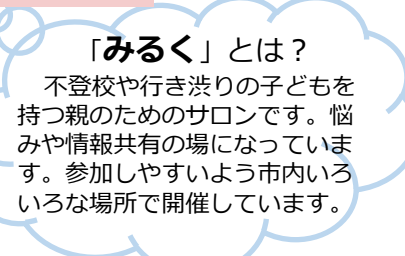 「みるく」とは？
不登校や行き渋りの子どもを
持つ親のためのサロンです。悩
みや情報共有の場になっていま
す。参加しやすいよう市内いろ
いろな場所で開催しています。